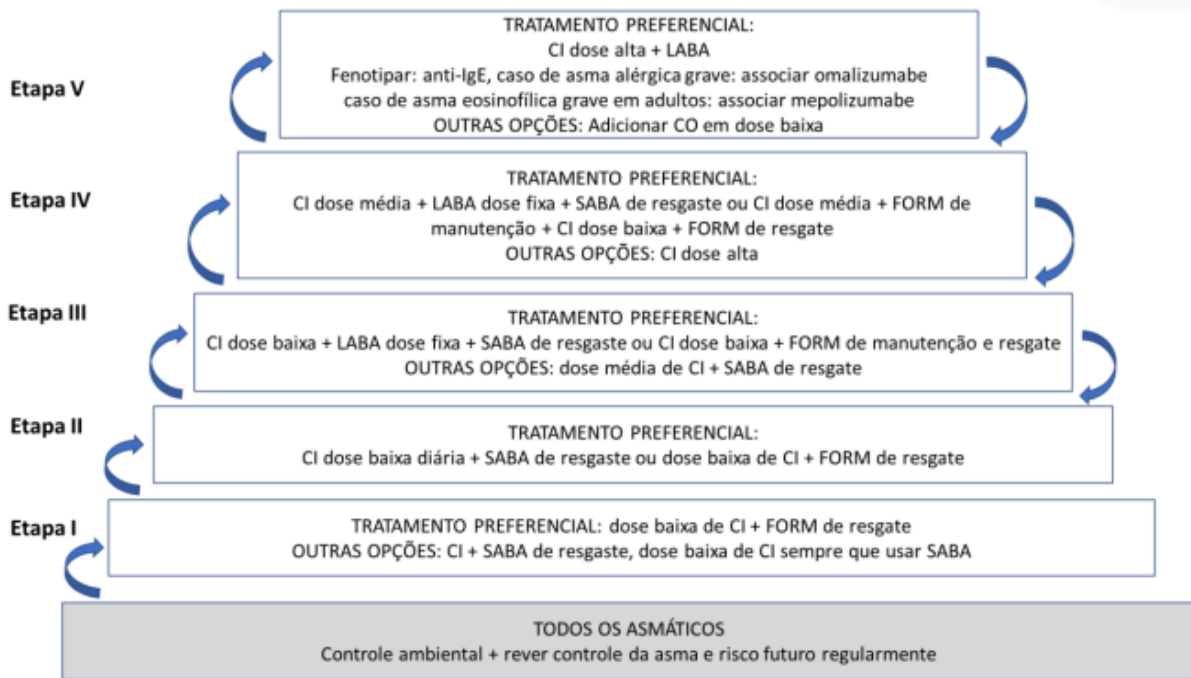 Etapa V
TRATAMENTO PREFERENCIAL:
CI dose alta + LABA
Fenotipar: anti-IgE, caso de asma alérgica grave: associar omalizumabe
caso de asma eosinofílica grave em adultos: associar mepolizumabe
OUTRAS OPÇÕES: Adicionar CO em dose baixa
Etapa IV
TRATAMENTO PREFERENCIAL:
CI dose média + LABA dose fixa + SABA de resgaste ou CI dose média + FORM de
manutenção + CI dose baixa + FORM de resgate
OUTRAS OPÇÕES: CI dose alta
Etapa III
TRATAMENTO PREFERENCIAL:
CI dose baixa + LABA dose fixa + SABA de resgaste ou CI dose baixa + FORM de manutenção e resgate
OUTRAS OPÇÕES: dose média de CI + SABA de resgate
Etapa II
TRATAMENTO PREFERENCIAL:
CI dose baixa diária + SABA de resgaste ou dose baixa de CI + FORM de resgate
Etapa I
TRATAMENTO PREFERENCIAL: dose baixa de CI + FORM de resgate
OUTRAS OPÇÕES: CI + SABA de resgaste, dose baixa de CI sempre que usar SABA
TODOS OS ASMÁTICOS
Controle ambiental + rever controle da asma e risco futuro regularmente